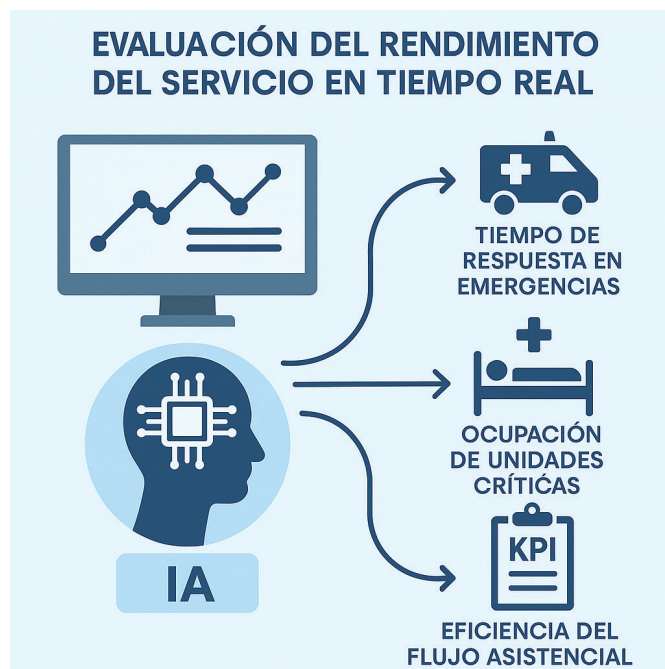 EVALUACIÓN DEL RENDIMIENTO
DEL SERVICIO EN TIEMPO REAL
TIEMPO DE
RESPUESTA EN
EMERGENCIAS
IA
OCUPACIÓN
DE UNIDADES
CRÍTIĆAS
KPI
EFICIENCIA DEL
FLUJO ASISTENCIAL